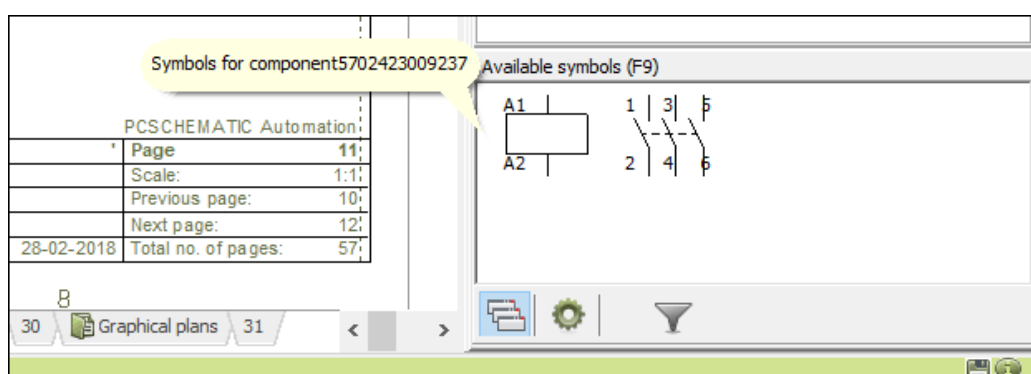 Symbols for component5702423009237
Available symbols (F9)
A1 1 3 5
A2 2 4 6
PCSCHEMATIC Automation
* Page 11
Scale: 1:1
Previous page: 10
Next page: 12
28-02-2018 Total no. of pages: 57
8
30 Graphical plans 31